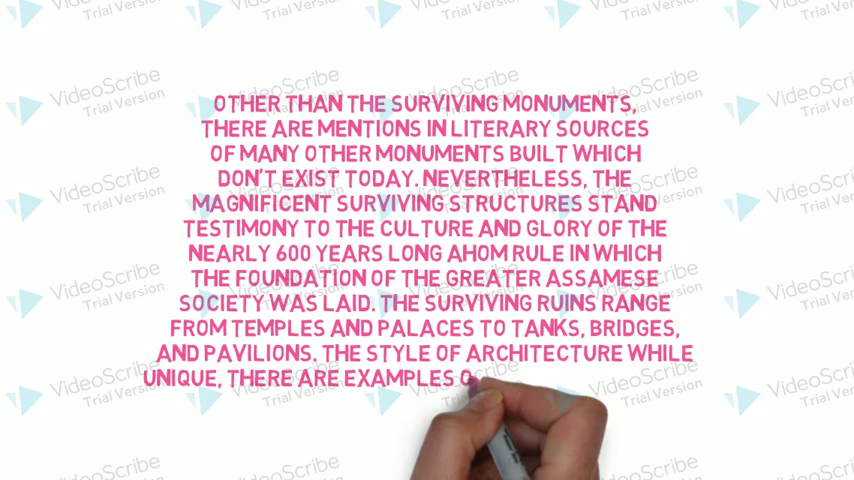 OTHER THAN THE SURVIVING MONUMENTS,
THERE ARE MENTIONS IN LITERARY SOURCES
OF MANY OTHER MONUMENTS BUILT WHICH
DON'T EXIST TODAY. NEVERTHELESS, THE
MAGNIFICENT SURVIVING STRUCTURES STAND
TESTIMONY TO THE CULTURE AND GLORY OF THE
NEARLY 600 YEARS LONG AHOM RULE IN WHICH
THE FOUNDATION OF THE GREATER ASSAMESE
SOCIETY WAS LAID. THE SURVIVING RUINS RANGE
FROM TEMPLES AND PALACES TO TANKS, BRIDGES,
AND PAVILIONS. THE STYLE OF ARCHITECTURE WHILE
UNIQUE, THERE ARE EXAMPLES O
VideoScribe
Trial Version